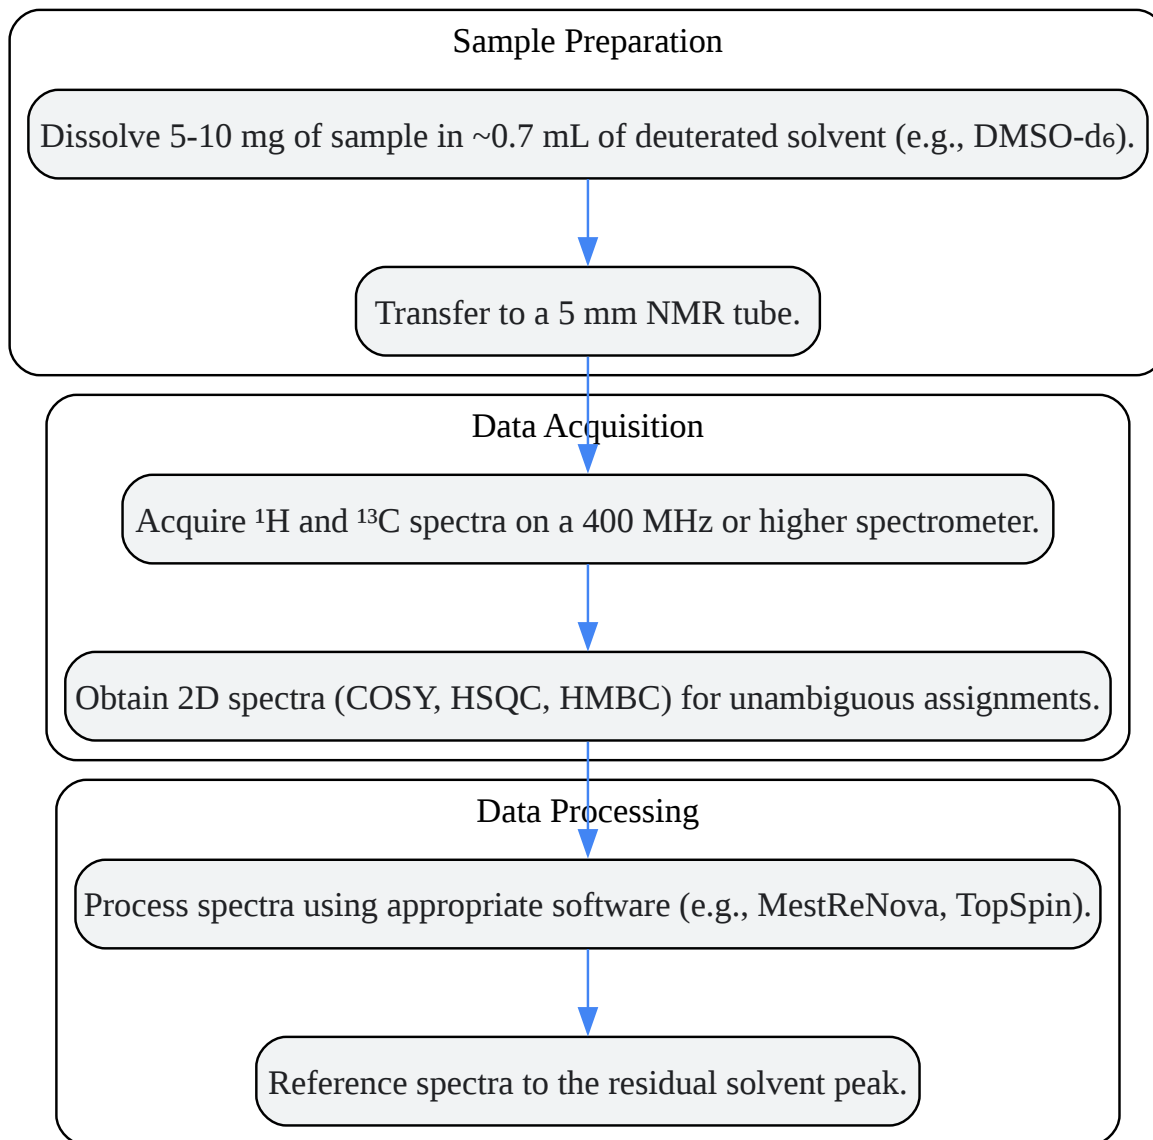 Sample Preparation
Dissolve 5-10 mg of sample in ~0.7 mL of deuterated solvent (e.g., DMSO-d₆).
Transfer to a 5 mm NMR tube.
Data Acquisition
Acquire ¹H and ¹³C spectra on a 400 MHz or higher spectrometer.
Obtain 2D spectra (COSY, HSQC, HMBC) for unambiguous assignments.
Data Processing
Process spectra using appropriate software (e.g., MestReNova, TopSpin).
Reference spectra to the residual solvent peak.